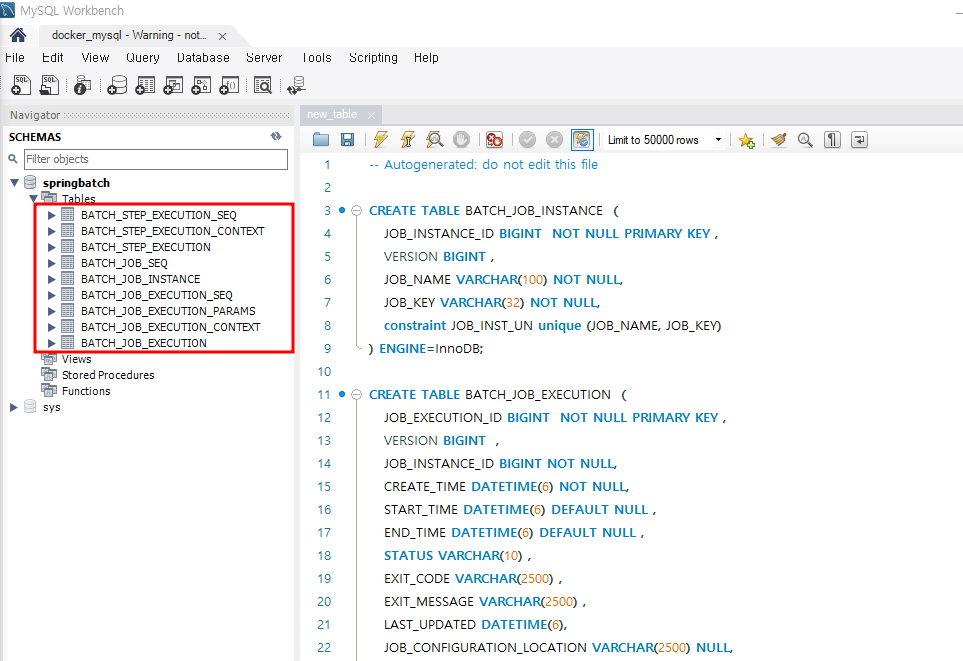 MySQL Workbench
docker_mysql - Warning - not...
File Edit View Query Database Server Tools Scripting Help
Navigator
SCHEMAS
Filter objects
springbatch
Tables
BATCH_STEP_EXECUTION_SEQ
BATCH_STEP_EXECUTION_CONTEXT
BATCH_STEP_EXECUTION
BATCH_JOB_SEQ
BATCH_JOB_INSTANCE
BATCH_JOB_EXECUTION_SEQ
BATCH_JOB_EXECUTION_PARAMS
BATCH_JOB_EXECUTION_CONTEXT
BATCH_JOB_EXECUTION
Views
Stored Procedures
Functions
sys
new_table
Limit to 50000 rows
1 -- Autogenerated: do not edit this file
2
3 CREATE TABLE BATCH_JOB_INSTANCE (
4 JOB_INSTANCE_ID BIGINT NOT NULL PRIMARY KEY ,
5 VERSION BIGINT ,
6 JOB_NAME VARCHAR(100) NOT NULL,
7 JOB_KEY VARCHAR(32) NOT NULL,
8 constraint JOB_INST_UN unique (JOB_NAME, JOB_KEY)
9 ) ENGINE=InnoDB;
10
11 CREATE TABLE BATCH_JOB_EXECUTION (
12 JOB_EXECUTION_ID BIGINT NOT NULL PRIMARY KEY ,
13 VERSION BIGINT ,
14 JOB_INSTANCE_ID BIGINT NOT NULL,
15 CREATE_TIME DATETIME(6) NOT NULL,
16 START_TIME DATETIME(6) DEFAULT NULL ,
17 END_TIME DATETIME(6) DEFAULT NULL ,
18 STATUS VARCHAR(10) ,
19 EXIT_CODE VARCHAR(2500) ,
20 EXIT_MESSAGE VARCHAR(2500) ,
21 LAST_UPDATED DATETIME(6),
22 JOB_CONFIGURATION_LOCATION VARCHAR(2500) NULL,